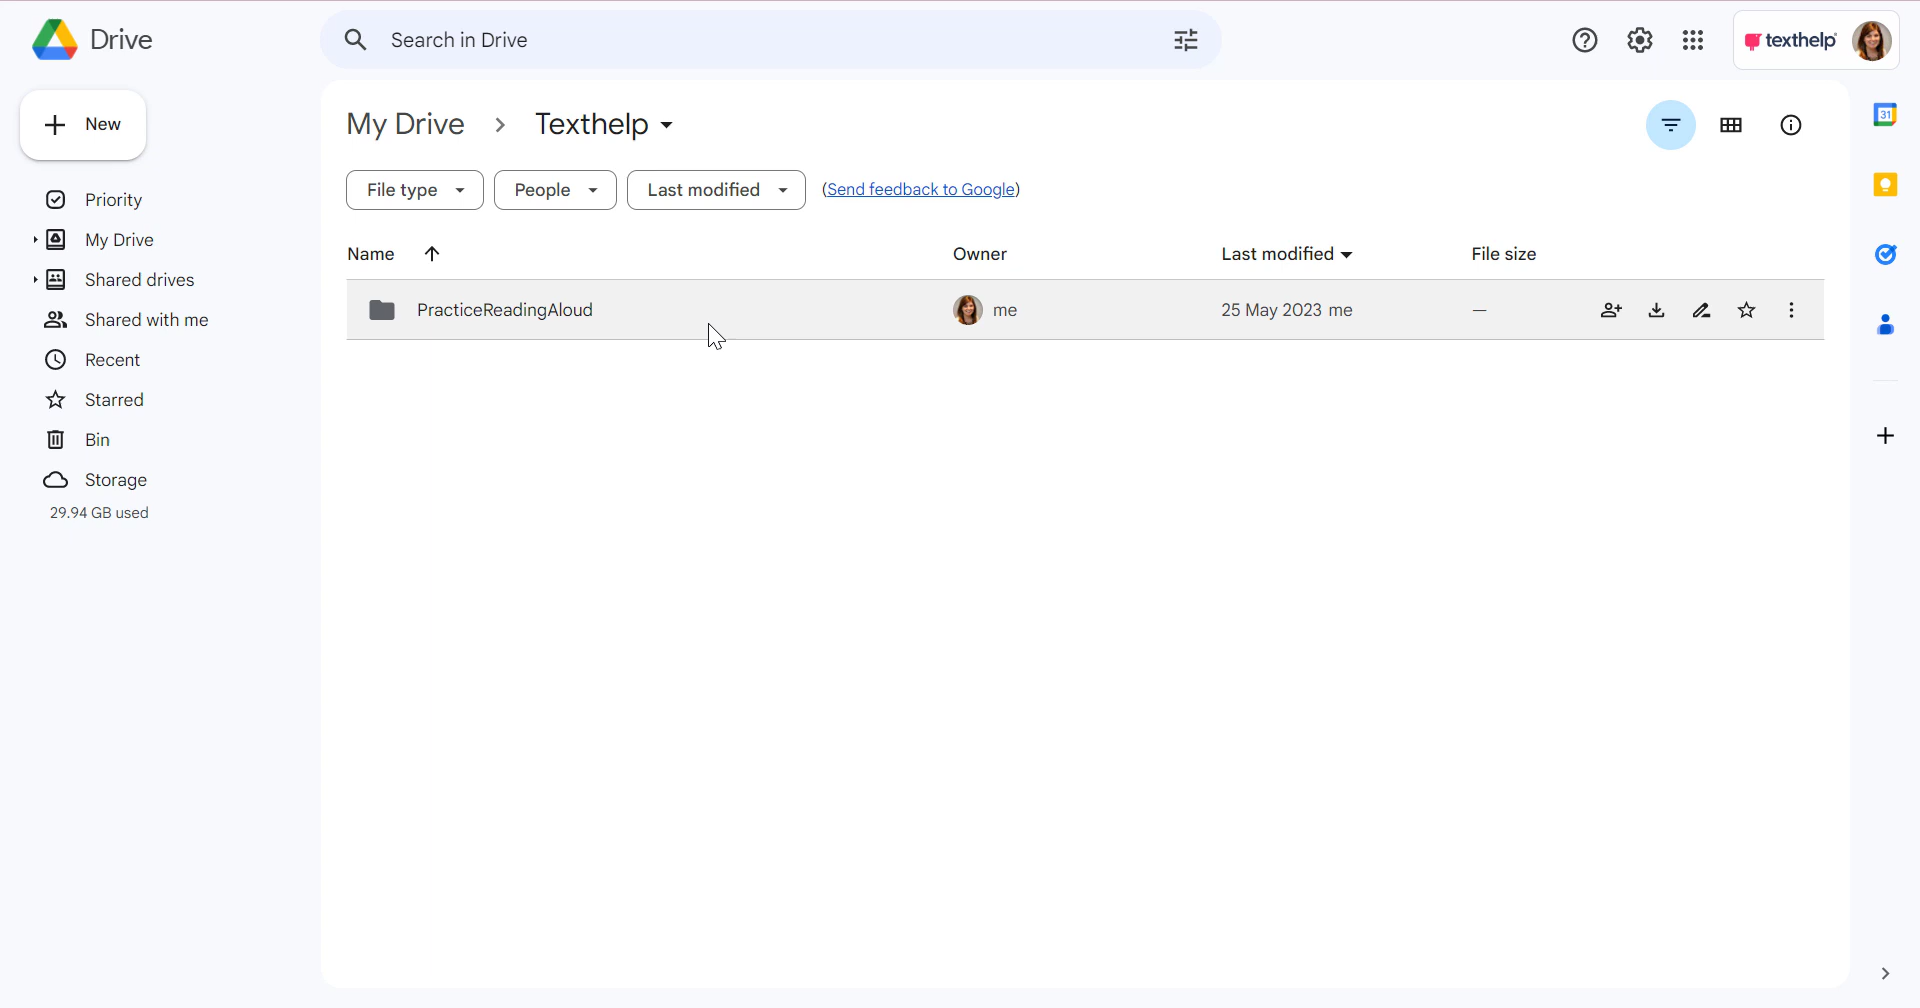 Drive
Search in Drive
texthelp
New
My Drive > Texthelp
File type
People
Last modified
(Send feedback to Google)
Priority
My Drive
Shared drives
Shared with me
Recent
Starred
Bin
Storage
29.94 GB used
Name
Owner
Last modified
File size
PracticeReadingAloud
me
25 May 2023 me
—
31